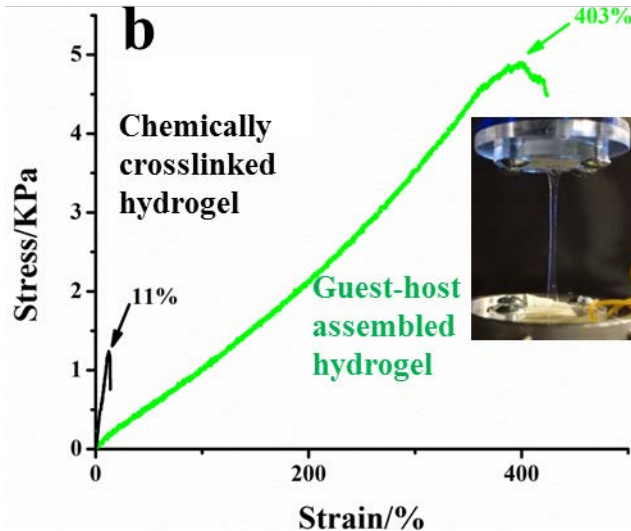 b
403%
5
Chemically
crosslinked
hydrogel
4
3
Stress/KPa
2
11%
Guest-host
assembled
hydrogel
1
0
0
200
400
Strain/%